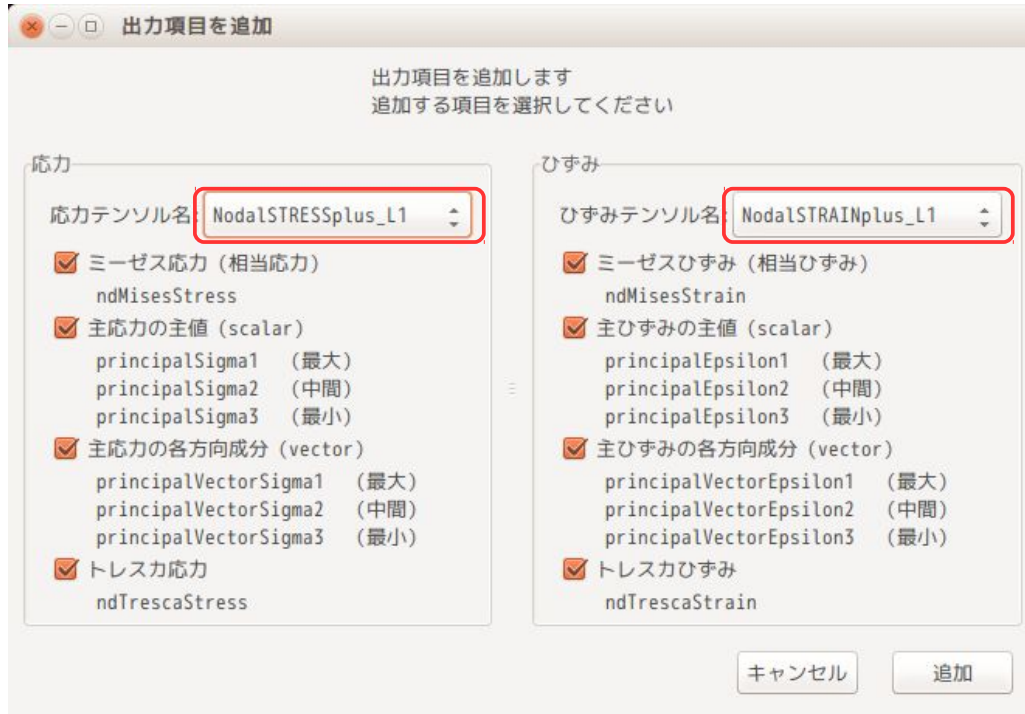 出力項目を追加
出力項目を追加します
追加する項目を選択してください
応力
応力テンソル名: NodalSTRESSplus_L1
ミーゼス応力 (相当応力)
ndMisesStress
主応力の主値 (scalar)
principalSigma1 (最大)
principalSigma2 (中間)
principalSigma3 (最小)
主応力の各方向成分 (vector)
principalVectorSigma1 (最大)
principalVectorSigma2 (中間)
principalVectorSigma3 (最小)
トレスカ応力
ndTrescaStress
ひずみ
ひずみテンソル名: NodalSTRAINplus_L1
ミーゼスひずみ (相当ひずみ)
ndMisesStrain
主ひずみの主値 (scalar)
principalEpsilon1 (最大)
principalEpsilon2 (中間)
principalEpsilon3 (最小)
主ひずみの各方向成分 (vector)
principalVectorEpsilon1 (最大)
principalVectorEpsilon2 (中間)
principalVectorEpsilon3 (最小)
トレスカひずみ
ndTrescaStrain
キャンセル
追加